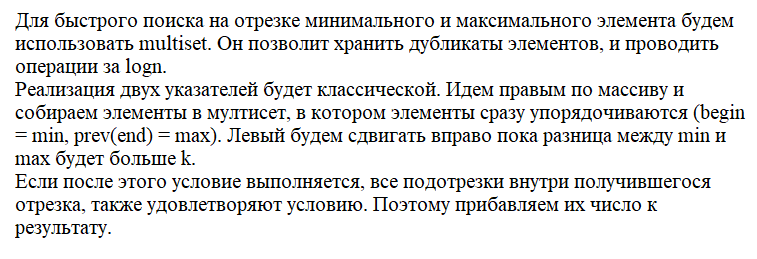 Для быстрого поиска на отрезке минимального и максимального элемента будем
использовать multiset. Он позволит хранить дубликаты элементов, и проводить
операции за logn.
Реализация двух указателей будет классической. Идем правым по массиву и
собираем элементы в мултисет, в котором элементы сразу упорядочиваются (begin
= min, prev(end) = max). Левый будем сдвигать вправо пока разница между min и
max будет больше k.
Если после этого условие выполняется, все подотрезки внутри получившегося
отрезка, также удовлетворяют условию. Поэтому прибавляем их число к
результату.